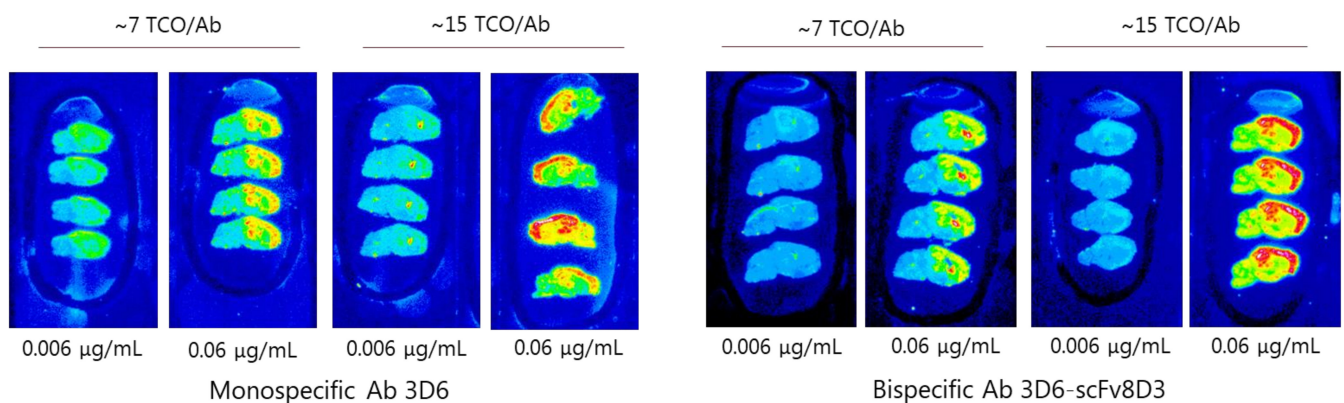 ~7 TCO/Ab
~15 TCO/Ab
~7 TCO/Ab
~15 TCO/Ab
0.006 µg/mL
0.06 µg/mL
0.006 µg/mL
0.06 µg/mL
0.006 µg/mL
0.06 µg/mL
0.006 µg/mL
0.06 µg/mL
Monospecific Ab 3D6
Bispecific Ab 3D6-scFv8D3